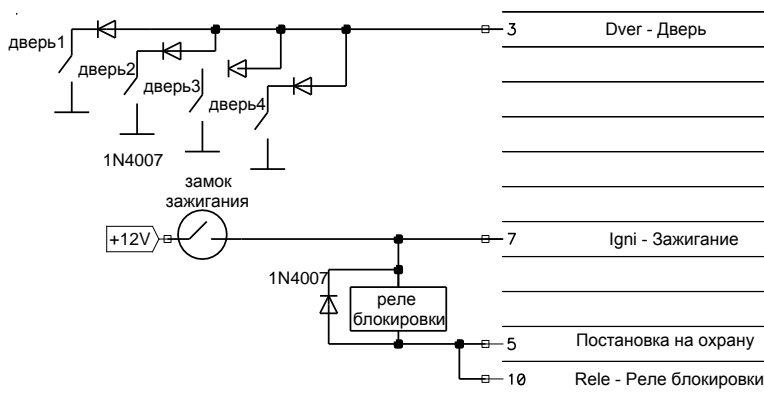 3 Dver - Дверь
дверь1
дверь2
дверь3
дверь4
1N4007
замок
зажигания
+12V
7 Igni - Зажигание
1N4007
реле
блокировки
5 Постановка на охрану
10 Rele - Реле блокировки